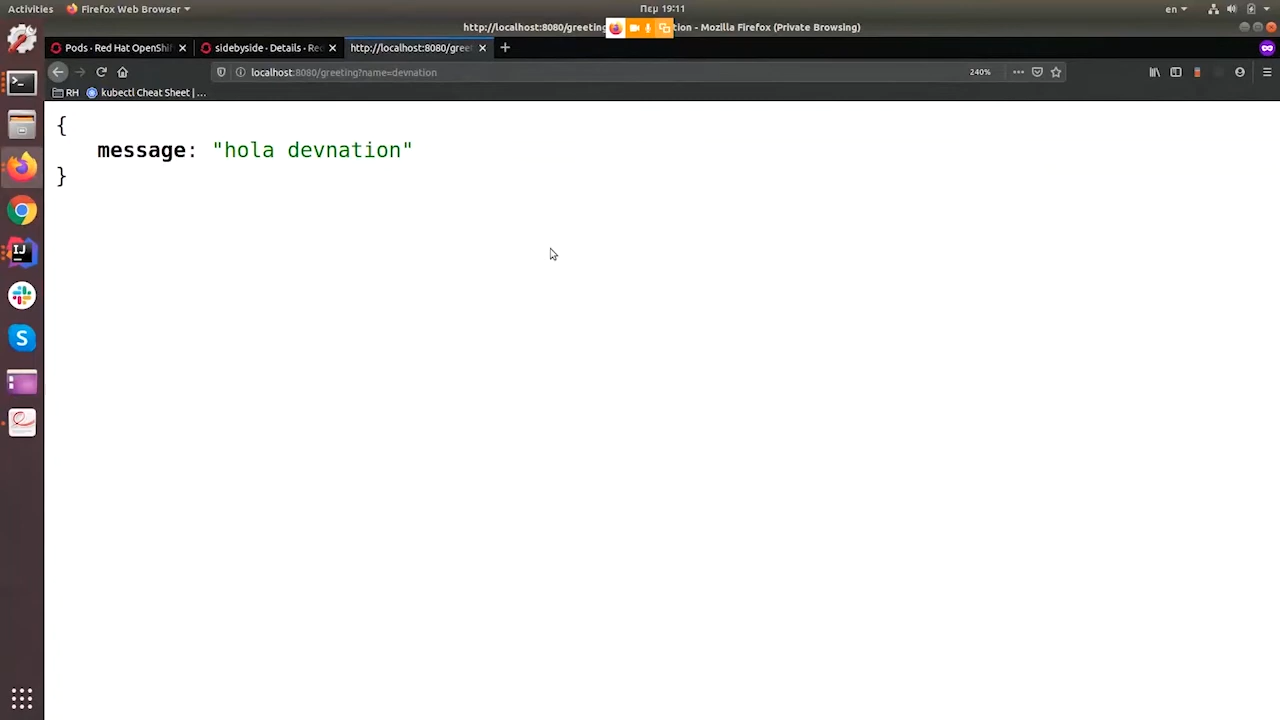 Activities Firefox Web Browser Πεμ 19:11 en
http://localhost:8080/greeting tion - Mozilla Firefox (Private Browsing)
Pods · Red Hat OpenShif sidebyside · Details · Red http://localhost:8080/gree
localhost:8080/greeting?name=devnation 240%
RH kubectl Cheat Sheet | ...
{
message: "hola devnation"
}
IJ
S